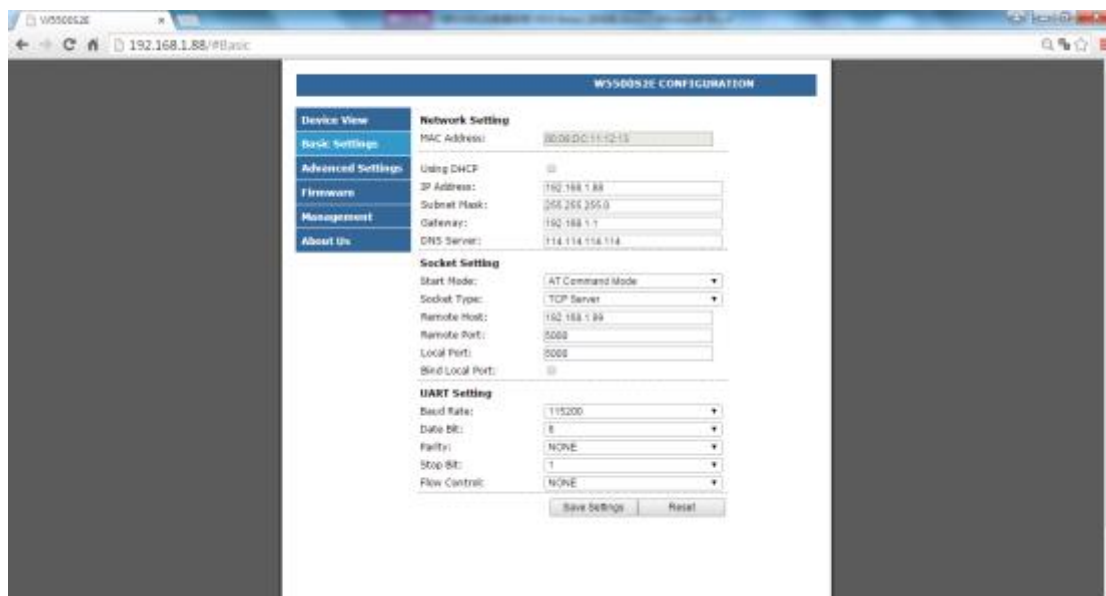 W5500S2E
192.168.1.88/#Basic
W5500S2E CONFIGURATION
Device View
Basic Settings
Advanced Settings
Firmware
Management
About Us
Network Setting
MAC Address:
Using DHCP
IP Address: 192.168.1.88
Subnet Mask: 255.255.255.0
Gateway: 192.168.1.1
DNS Server: 114.114.114.114
Socket Setting
Start Mode: AT Command Mode
Socket Type: TCP Server
Remote Host: 192.168.1.99
Remote Port: 5000
Local Port: 5000
Bind Local Port:
UART Setting
Baud Rate: 115200
Date Bit: 8
Parity: NONE
Stop Bit: 1
Flow Control: NONE
Save Settings Reset